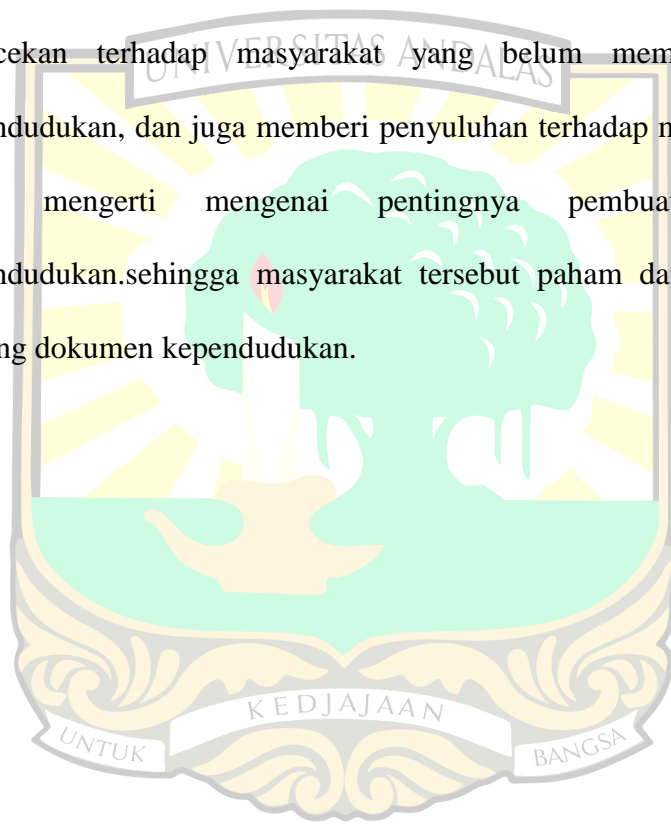 cekan terhadap masyarakat yang belum mem
UNIVERSITAS ANDALAS
ndudukan, dan juga memberi penyuluhan terhadap
mengerti mengenai pentingnya pembua
ndudukan.sehingga masyarakat tersebut paham da
ng dokumen kependudukan.
KEDJAJAAN
UNTUK
BANGSA